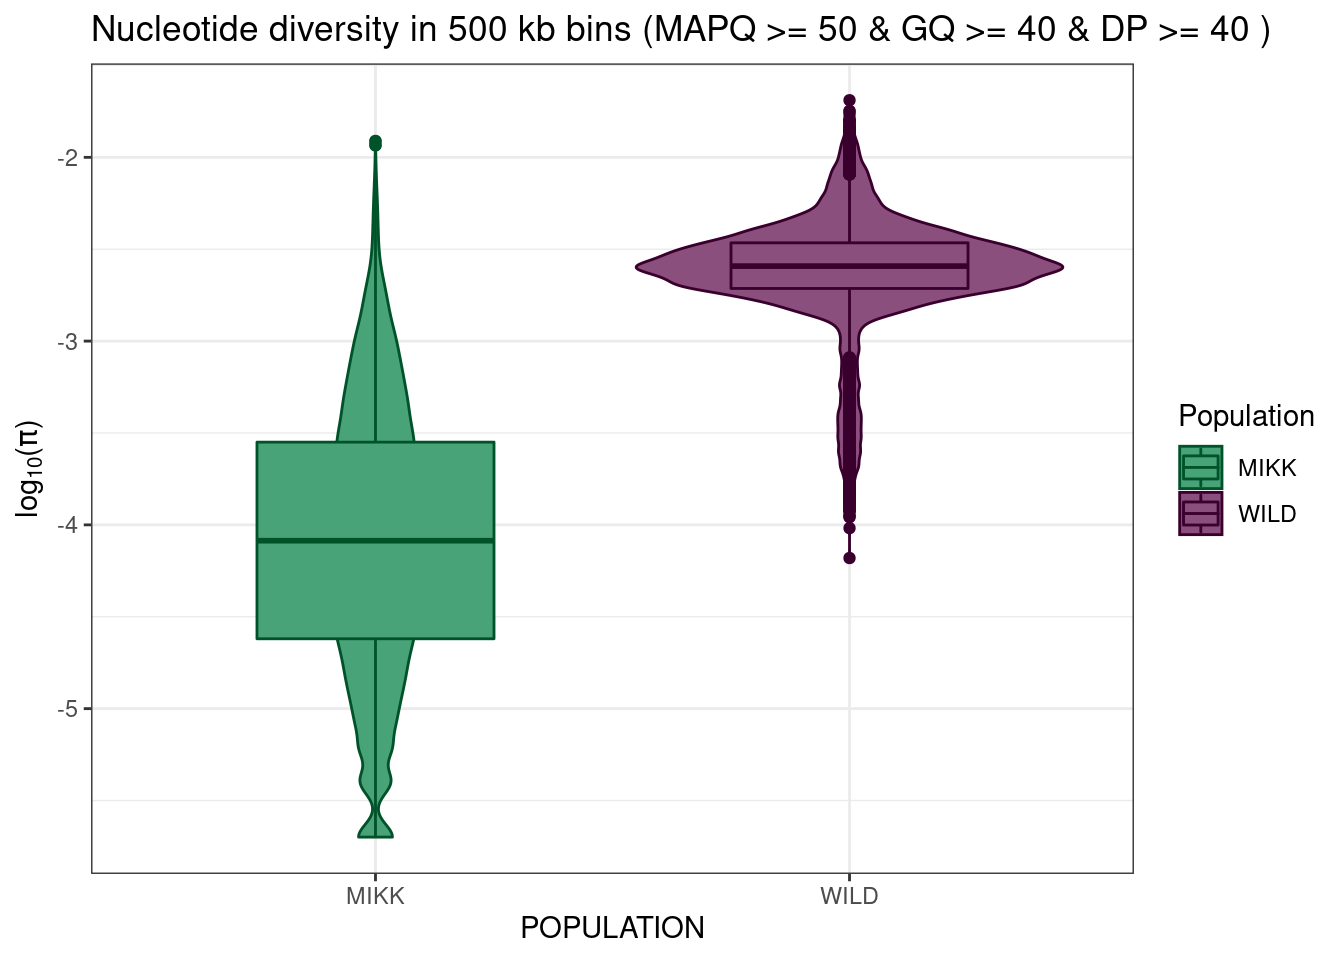 Nucleotide diversity in 500 kb bins (MAPQ >= 50 & GQ >= 40 & DP >= 40 )
log₁₀(π)
-2
-3
-4
-5
MIKK
WILD
POPULATION
Population
MIKK
WILD